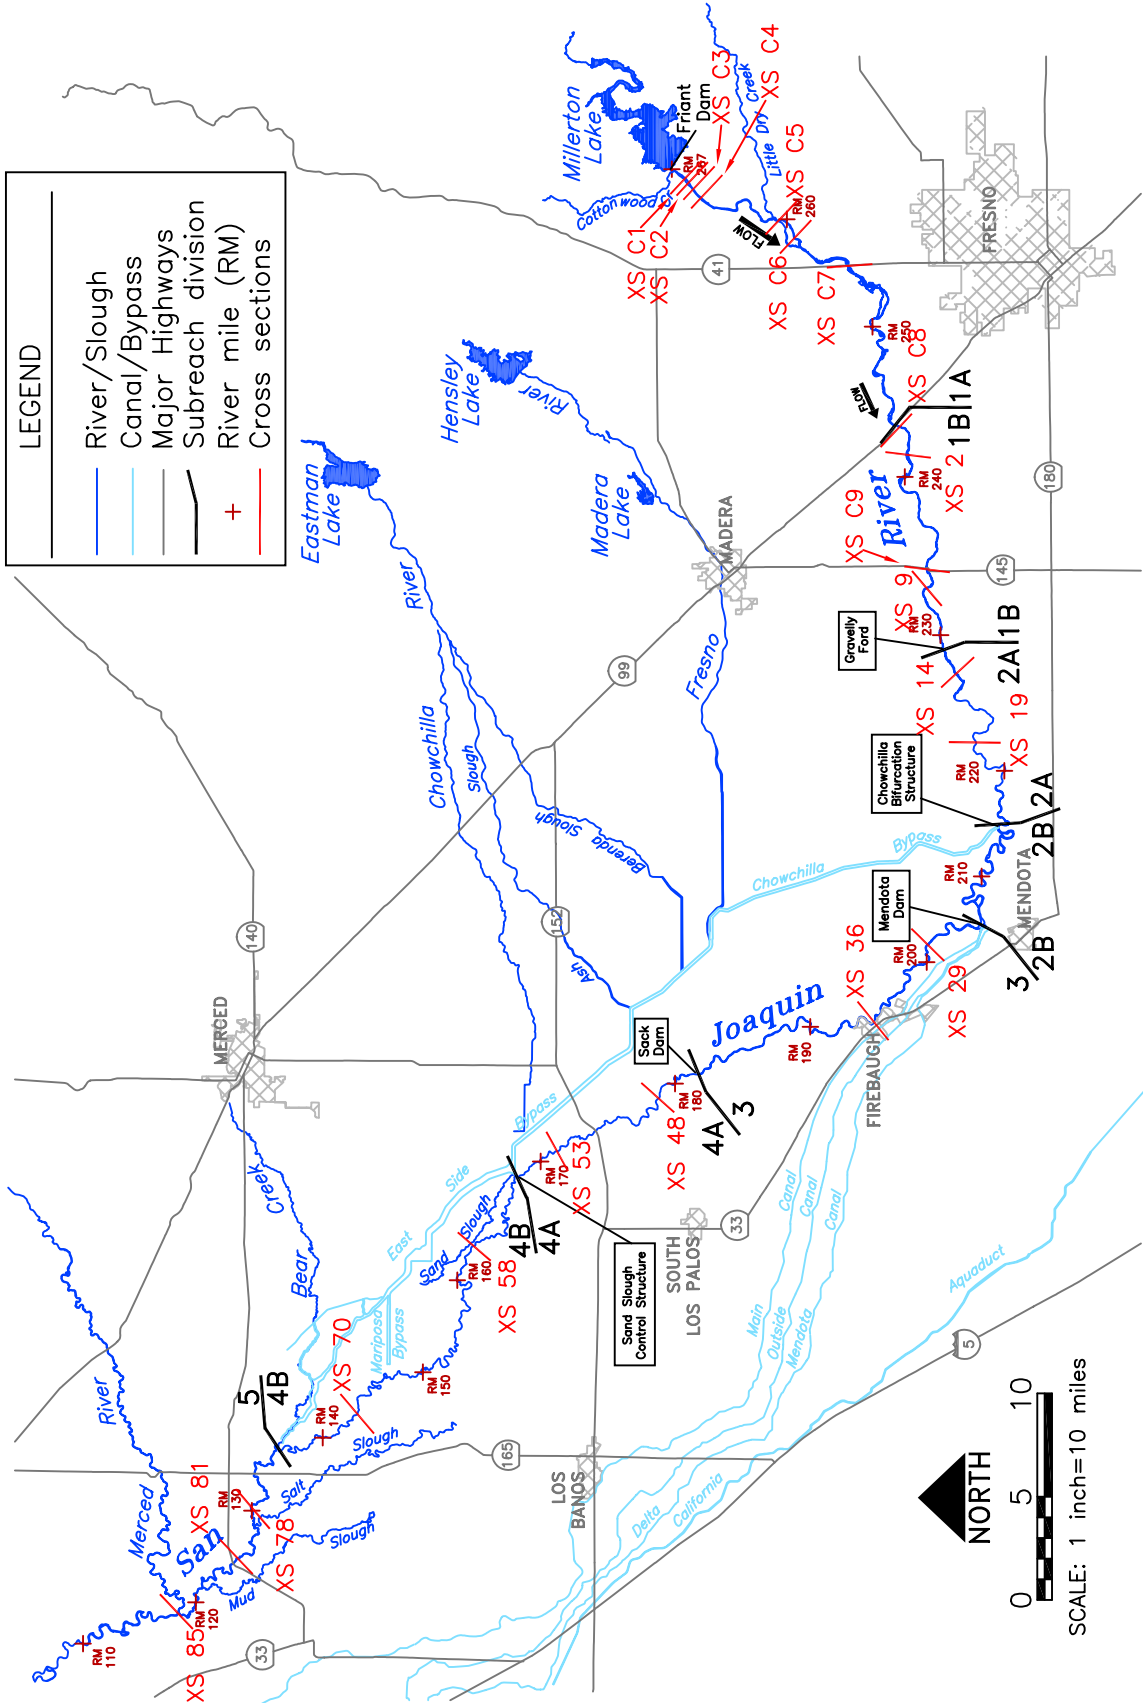 LEGEND
River/Slough
Canal/Bypass
Major Highways
Subreach division
River mile (RM)
Cross sections
Millerton
Lake
Friant
Dam
Cottonwood
Little Dry
Creek
Hensley
Lake
River
Eastman
Lake
River
Madera
Lake
MADERA
Fresno
FRESNO
Chowchilla
Slough
Berenda
Slough
Ash
MERCED
Creek
Bear
River
Merced
San
Joaquin
River
FLOW
FLOW
XS C1
XS C2
XS C3
XS C4
XS C5
XS C6
XS C7
XS C8
XS C9
XS 2
XS 9
XS 14
XS 19
XS 29
XS 36
XS 48
XS 53
XS 58
XS 70
XS 78
XS 81
XS 85
RM
267
RM
260
RM
250
RM
240
RM
230
RM
220
RM
210
RM
200
RM
190
RM
180
RM
170
RM
160
RM
150
RM
140
RM
130
RM
120
RM
110
1A
1B
1B
2A
2A
2B
2B
3
3
4A
4A
4B
4B
5
Gravelly
Ford
Chowchilla
Bifurcation
Structure
Mendota
Dam
Sack
Dam
Sand Slough
Control Structure
Chowchilla
Bypass
East
Side
Bypass
Mariposa
Bypass
Sand
Slough
Salt
Slough
Mud
Slough
MENDOTA
FIREBAUGH
SOUTH
LOS PALOS
LOS
BANOS
Main
Canal
Outside
Canal
Mendota
Canal
Delta
California
Aquaduct
41
180
145
99
152
140
33
165
33
5
NORTH
0
5
10
SCALE: 1 inch=10 miles